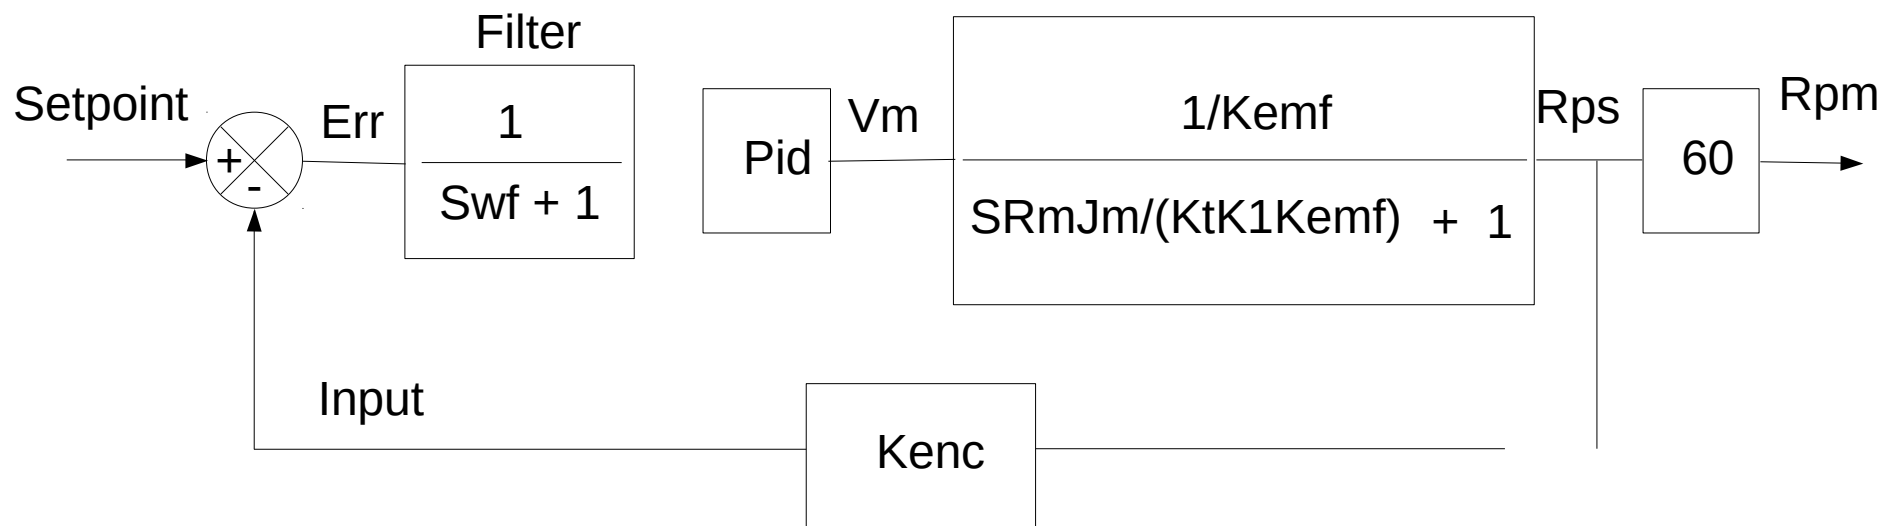 Filter
Setpoint
+
-
Err
1
Swf + 1
Pid
Vm
1/Kemf
SRmJm/(KtK1Kemf) + 1
Rps
60
Rpm
Input
Kenc